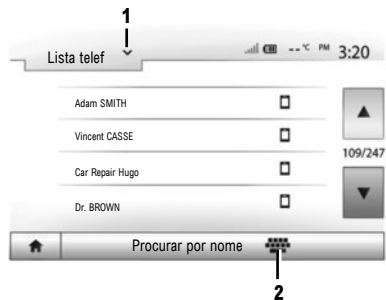 1
Lista telef
--°C PM 3:20
Adam SMITH
Vincent CASSE
109/247
Car Repair Hugo
Dr. BROWN
Procurar por nome
2